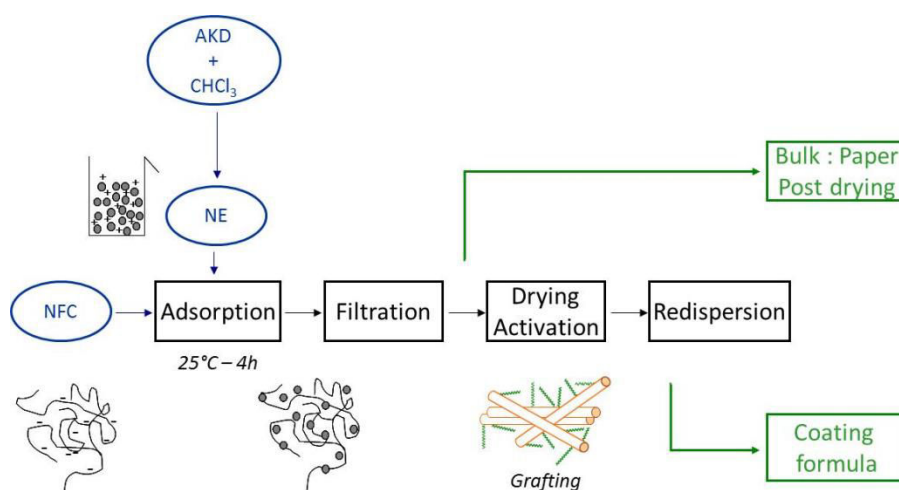 AKD
+
CHCl₃
NE
Bulk : Paper
Post drying
NFC
Adsorption
Filtration
Drying
Activation
Redispersion
25°C – 4h
Grafting
Coating
formula